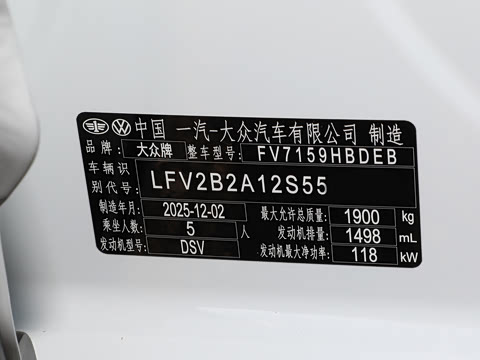 中国 一汽-大众汽车有限公司 制造
品牌: 大众牌 整车型号: FV7159HBDEB
车辆识别代号: LFV2B2A12S55
制造年月: 2025-12-02 最大允许总质量: 1900 kg
乘坐人数: 5 人 发动机排量: 1498 mL
发动机型号: DSV 发动机最大净功率: 118 kW